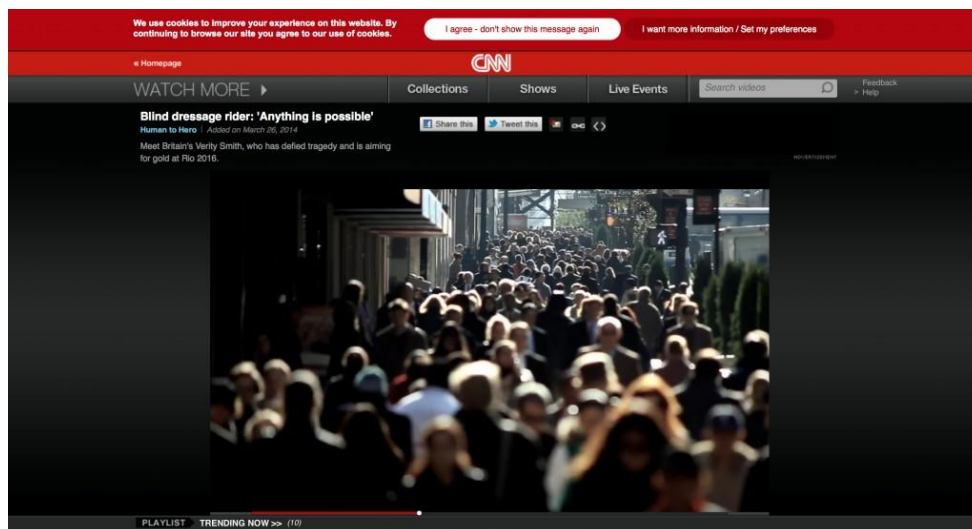 We use cookies to improve your experience on this website. By
continuing to browse our site you agree to our use of cookies.
I agree - don't show this message again
I want more information / Set my preferences
« Homepage
CNN
WATCH MORE
Collections
Shows
Live Events
Search videos
Feedback
> Help
Blind dressage rider: 'Anything is possible'
Human to Hero | Added on March 26, 2014
Share this
Tweet this
Meet Britain's Verity Smith, who has defied tragedy and is aiming
for gold at Rio 2016.
ADVERTISEMENT
PLAYLIST
TRENDING NOW >> (10)